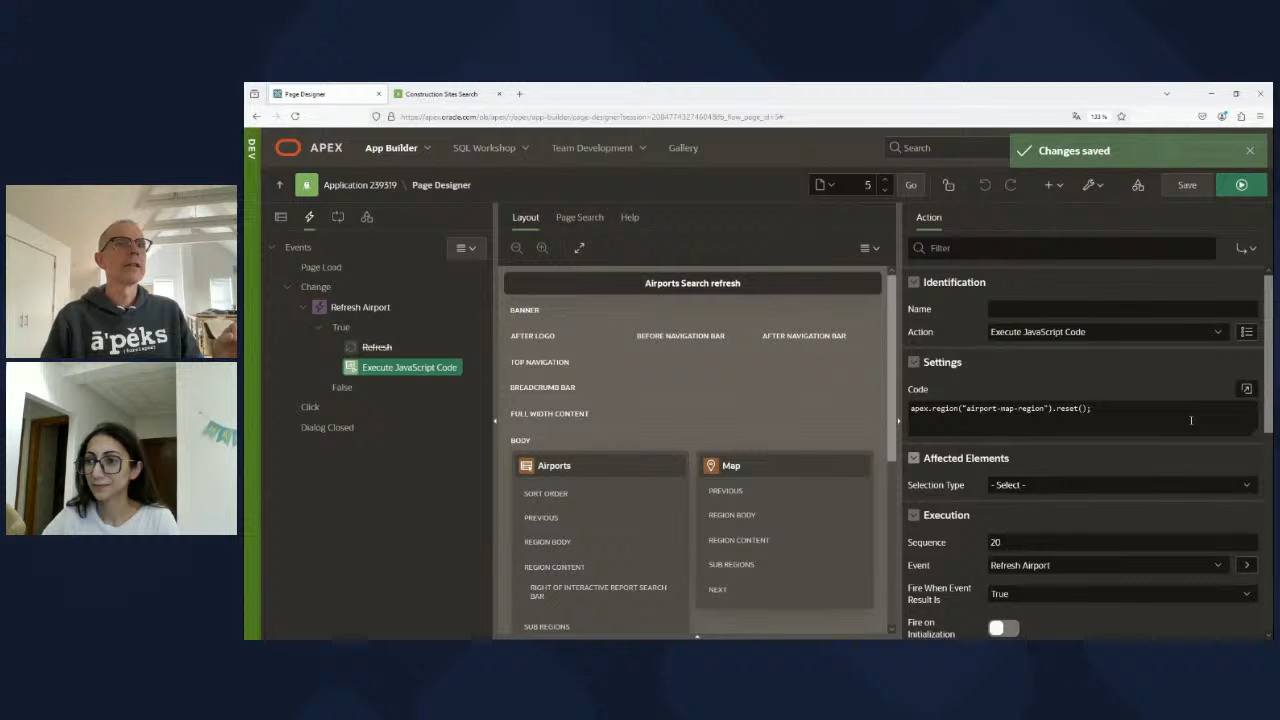 Page Designer
Construction Sites Search
133 %
DEV
APEX
App Builder
SQL Workshop
Team Development
Gallery
Search
Changes saved
Application 239319 \ Page Designer
5
Go
Save
Events
Page Load
Change
Refresh Airport
True
Refresh
Execute JavaScript Code
False
Click
Dialog Closed
Layout
Page Search
Help
Airports Search refresh
BANNER
AFTER LOGO
BEFORE NAVIGATION BAR
AFTER NAVIGATION BAR
TOP NAVIGATION
BREADCRUMB BAR
FULL WIDTH CONTENT
BODY
Airports
SORT ORDER
PREVIOUS
REGION BODY
REGION CONTENT
RIGHT OF INTERACTIVE REPORT SEARCH
BAR
SUB REGIONS
Map
PREVIOUS
REGION BODY
REGION CONTENT
SUB REGIONS
NEXT
Action
Filter
Identification
Name
Action
Execute JavaScript Code
Settings
Code
apex.region("airport-map-region").reset();
Affected Elements
Selection Type
- Select -
Execution
Sequence
20
Event
Refresh Airport
Fire When Event
Result Is
True
Fire on
Initialization
ā'pěks